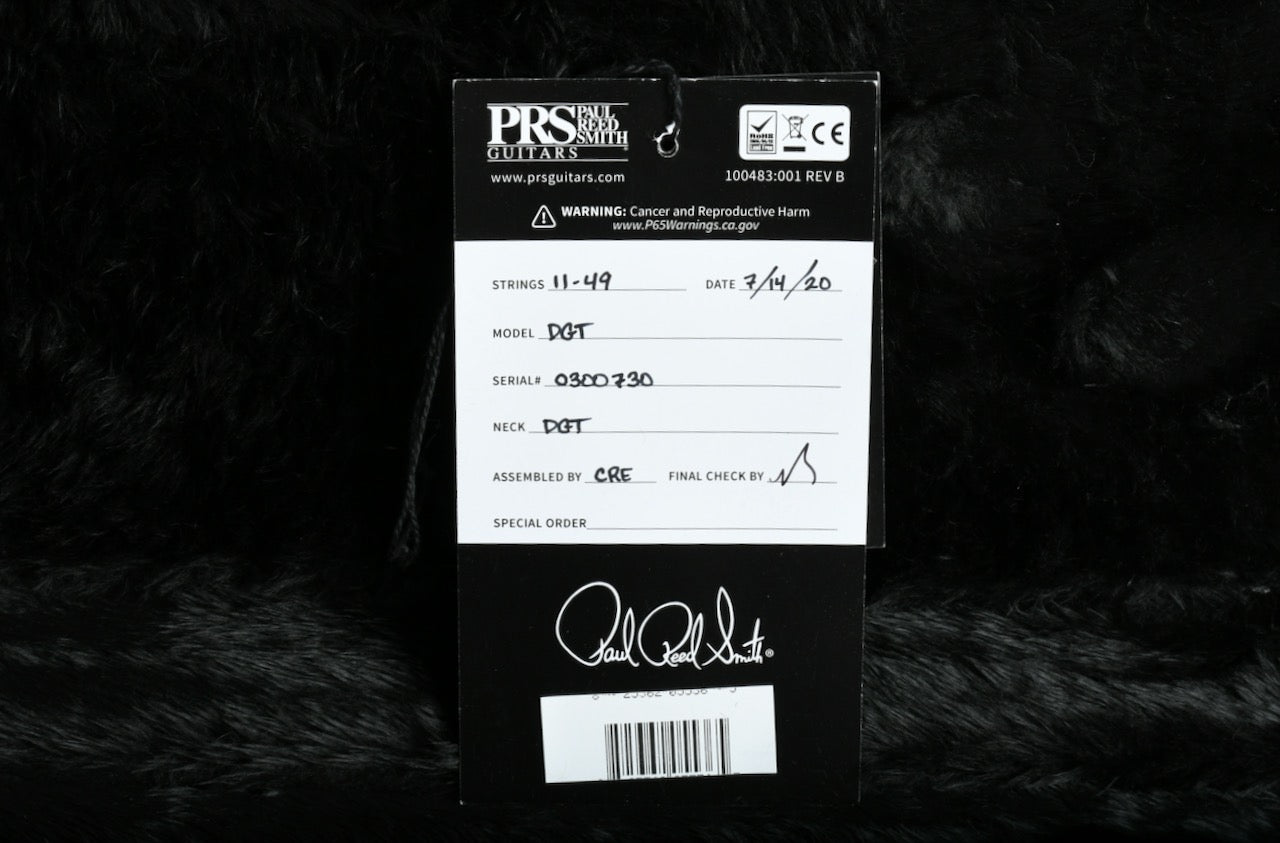 PRS PAUL REED SMITH
GUITARS
www.prsguitars.com
RoHS
CE
100483:001 REV B
WARNING: Cancer and Reproductive Harm
www.P65Warnings.ca.gov
STRINGS 11-49 DATE 7/14/20
MODEL DGT
SERIAL# 0300730
NECK DGT
ASSEMBLED BY CRE FINAL CHECK BY
SPECIAL ORDER
Paul Reed Smith®